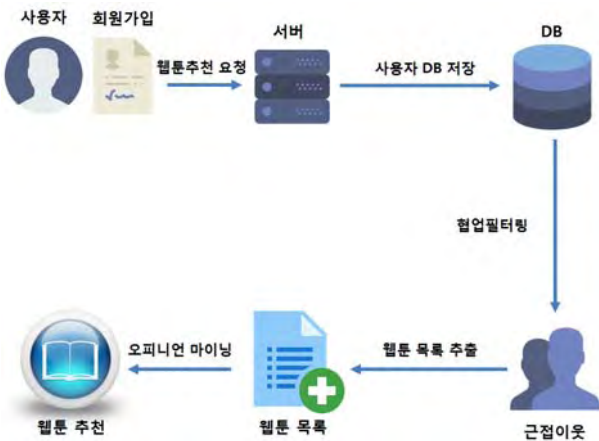 사용자
회원가입
서버
DB
웹툰추천 요청
사용자 DB 저장
협업필터링
오피니언 마이닝
웹툰 목록 추출
웹툰 추천
웹툰 목록
근접이웃